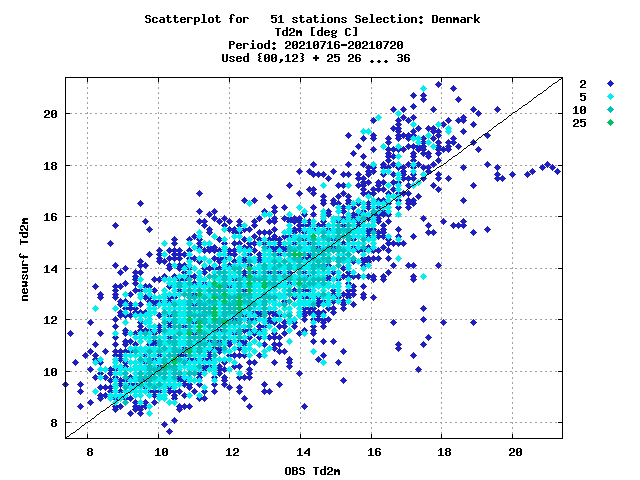 Scatterplot for   51 stations Selection: Denmark
Td2m [deg C]
Period: 20210716-20210720
Used {00,12} + 25 26 ... 36
2
5
10
25
20
18
16
14
12
10
8
newsurf Td2m
8 10 12 14 16 18 20
OBS Td2m